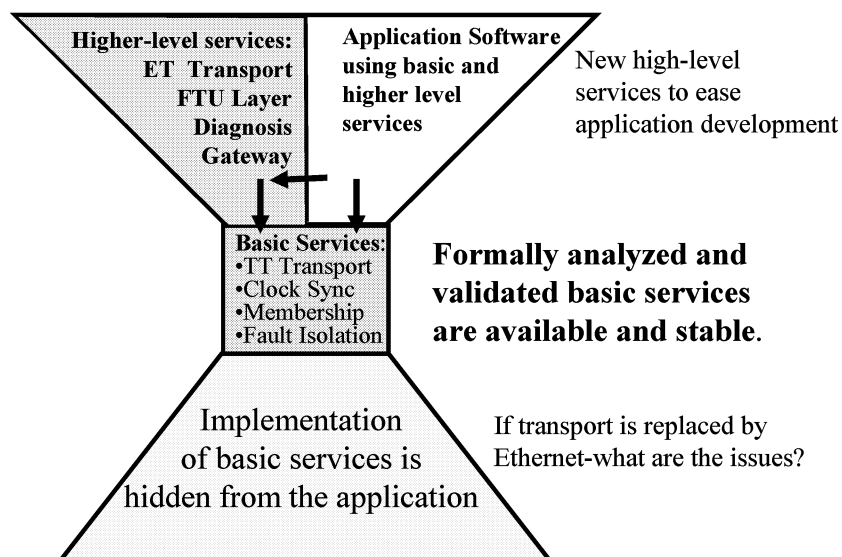 Higher-level services:
ET Transport
FTU Layer
Diagnosis
Gateway
Application Software
using basic and
higher level
services
New high-level
services to ease
application development
Basic Services:
•TT Transport
•Clock Sync
•Membership
•Fault Isolation
Formally analyzed and
validated basic services
are available and stable.
Implementation
of basic services is
hidden from the application
If transport is replaced by
Ethernet-what are the issues?